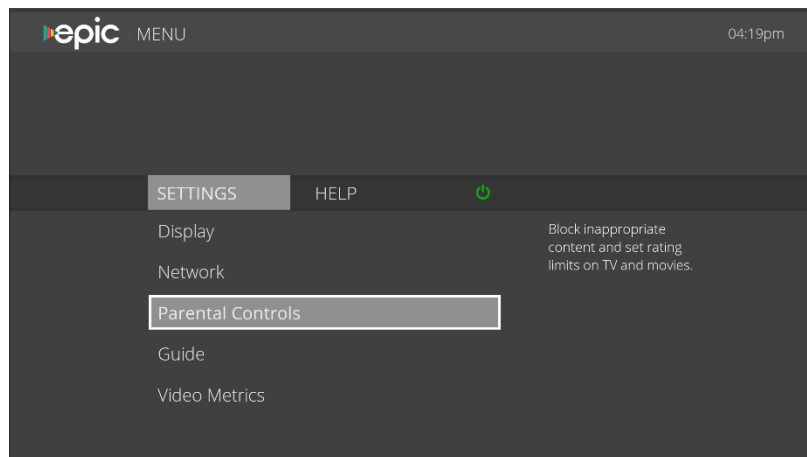 epic MENU 04:19pm
SETTINGS HELP
Display
Block inappropriate
content and set rating
limits on TV and movies.
Network
Parental Controls
Guide
Video Metrics